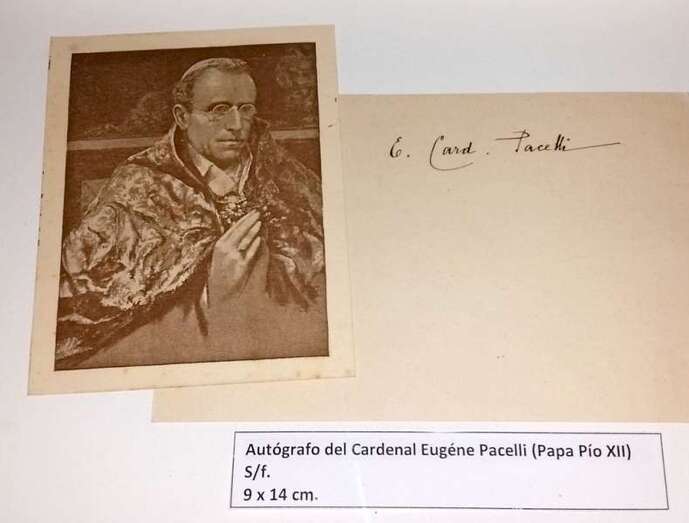 E. Card. Pacelli
Autógrafo del Cardenal Eugéne Pacelli (Papa Pío XII)
S/f.
9 x 14 cm.